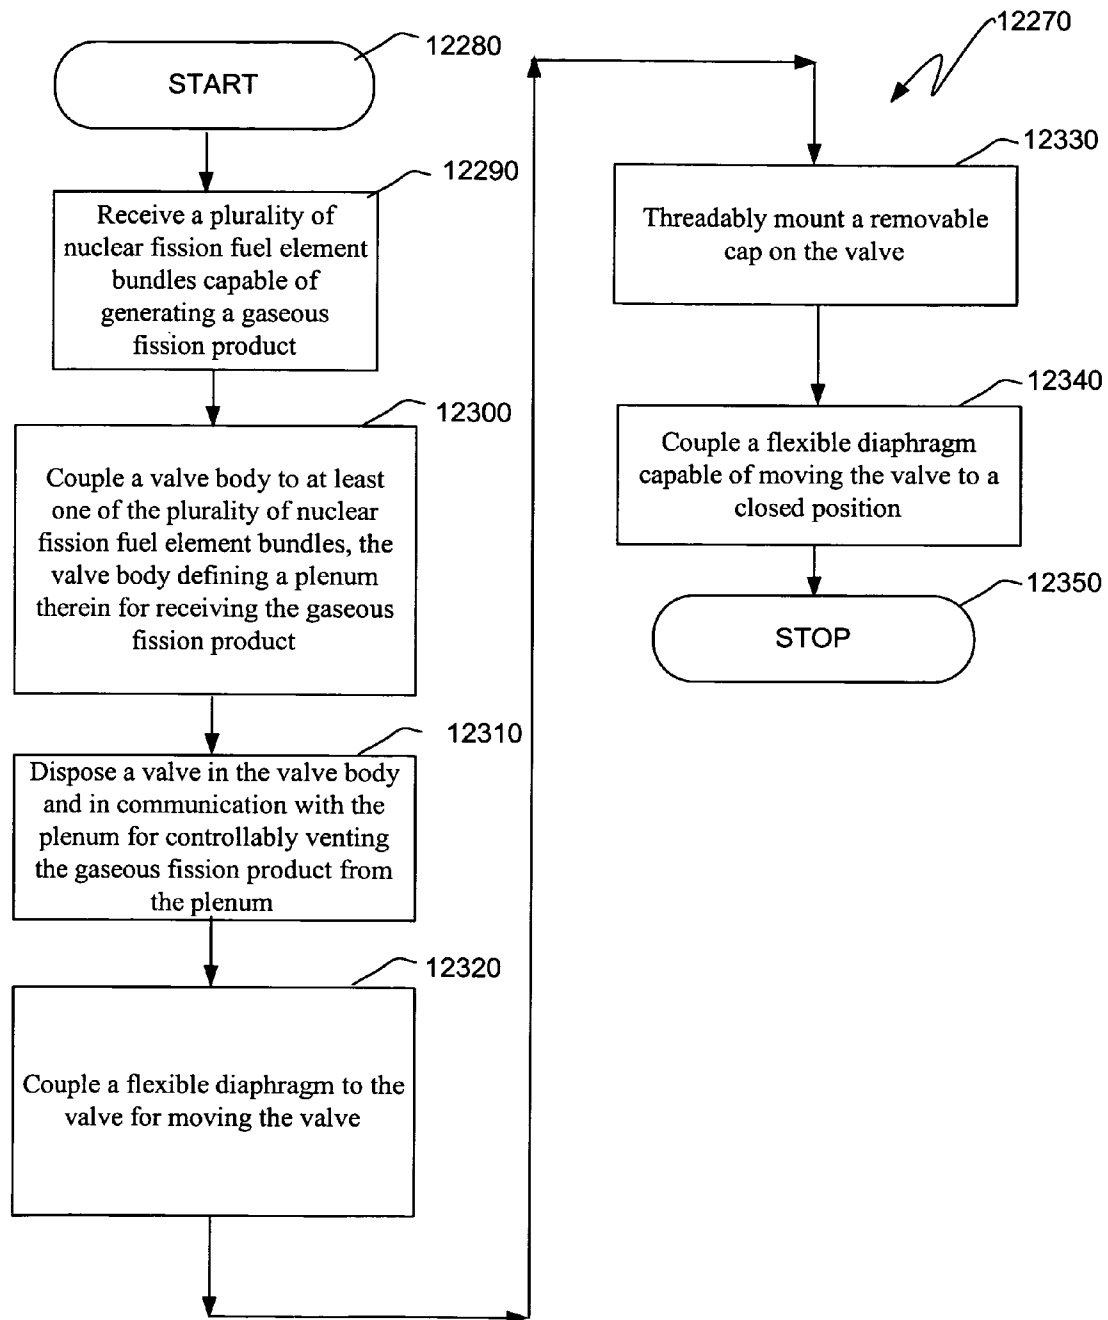 12280
START
12290
Receive a plurality of
nuclear fission fuel element
bundles capable of
generating a gaseous
fission product
12300
Couple a valve body to at least
one of the plurality of nuclear
fission fuel element bundles, the
valve body defining a plenum
therein for receiving the gaseous
fission product
12310
Dispose a valve in the valve body
and in communication with the
plenum for controllably venting
the gaseous fission product from
the plenum
12320
Couple a flexible diaphragm to the
valve for moving the valve
12270
12330
Threadably mount a removable
cap on the valve
12340
Couple a flexible diaphragm
capable of moving the valve to a
closed position
12350
STOP